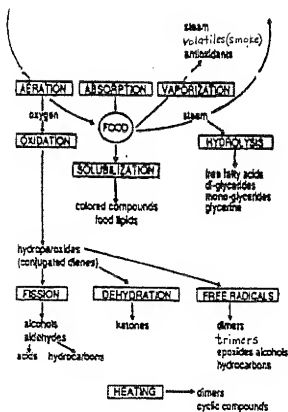 steam
volatiles (smoke)
antioxidants
AERATION
ABSORPTION
VAPORIZATION
oxygen
FOOD
steam
OXIDATION
HYDROLYSIS
SOLUBILIZATION
free fatty acids
di-glycerides
mono-glycerides
glycerine
colored compounds
food lipids
hydroperoxides
(conjugated dienes)
FISSION
DEHYDRATION
FREE RADICALS
alcohols
aldehydes
acids
hydrocarbons
ketones
dimers
trimers
epoxides alcohols
hydrocarbons
HEATING
dimers
cyclic compounds